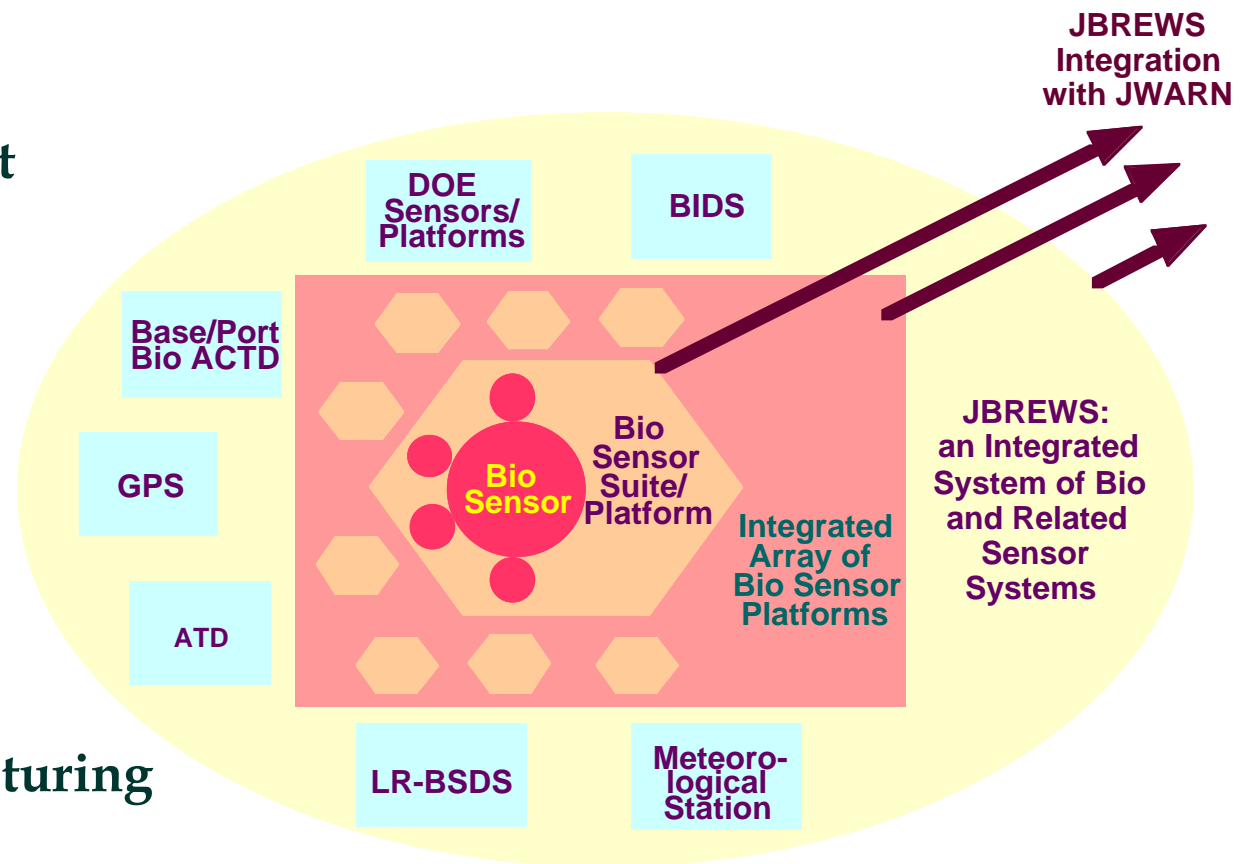 JBREWS
Integration
with JWARN
t
DOE
Sensors/
Platforms
BIDS
Base/Port
Bio ACTD
GPS
ATD
Bio
Sensor
Bio
Sensor
Suite/
Platform
Integrated
Array of
Bio Sensor
Platforms
JBREWS:
an Integrated
System of Bio
and Related
Sensor
Systems
turing
LR-BSDS
Meteoro-
logical
Station